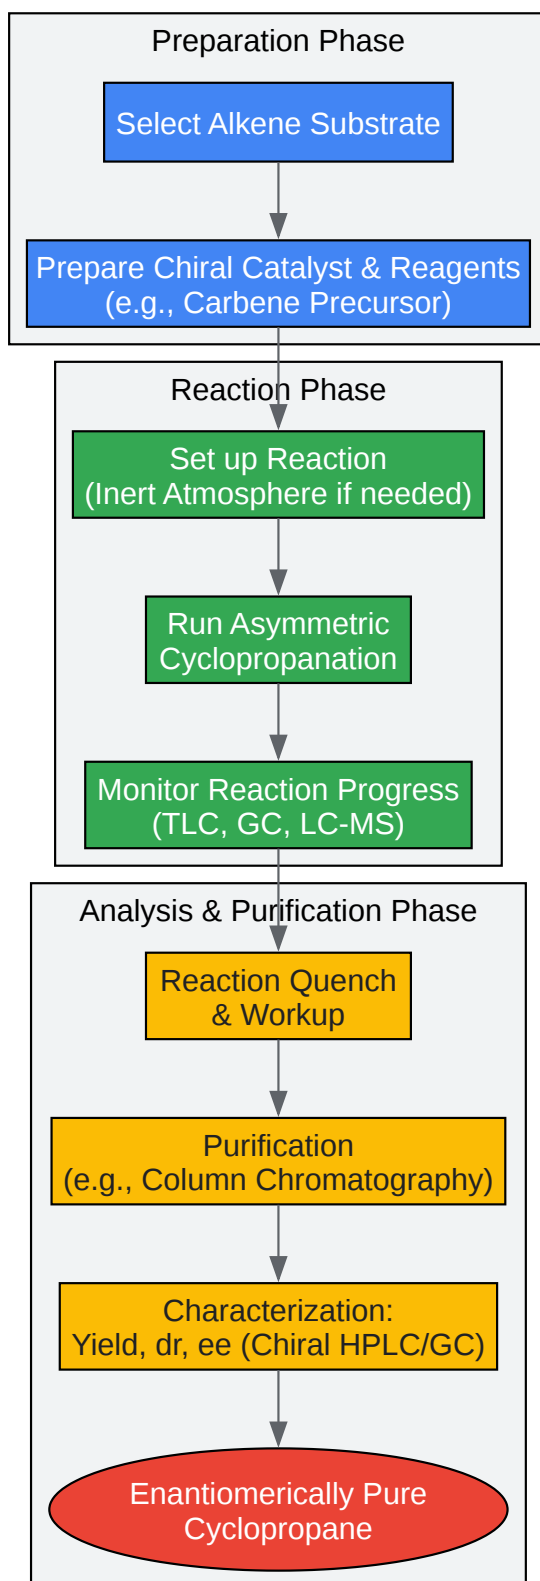 Preparation Phase
Select Alkene Substrate
Prepare Chiral Catalyst & Reagents
(e.g., Carbene Precursor)
Reaction Phase
Set up Reaction
(Inert Atmosphere if needed)
Run Asymmetric
Cyclopropanation
Monitor Reaction Progress
(TLC, GC, LC-MS)
Analysis & Purification Phase
Reaction Quench
& Workup
Purification
(e.g., Column Chromatography)
Characterization:
Yield, dr, ee (Chiral HPLC/GC)
Enantiomerically Pure
Cyclopropane